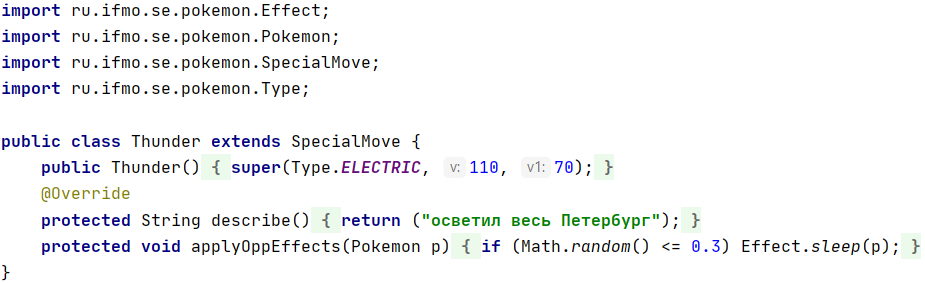 import ru.ifmo.se.pokemon.Effect;
import ru.ifmo.se.pokemon.Pokemon;
import ru.ifmo.se.pokemon.SpecialMove;
import ru.ifmo.se.pokemon.Type;
public class Thunder extends SpecialMove {
public Thunder() { super(Type.ELECTRIC, v: 110, v1: 70); }
@Override
protected String describe() { return ("осветил весь Петербург"); }
protected void applyOppEffects(Pokemon p) { if (Math.random() <= 0.3) Effect.sleep(p); }
}